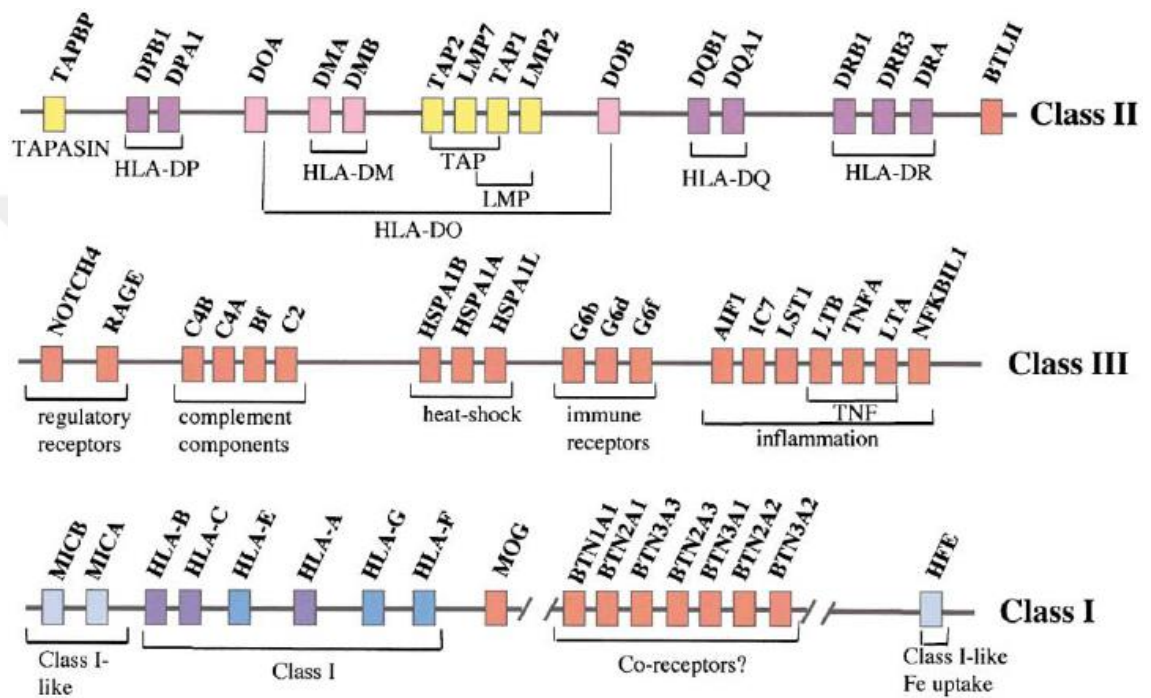 TAPBP DPB1 DPA1 DOA DMA DMB TAP2 LMP7 TAP1 LMP2 DOB DQB1 DQA1 DRB1 DRB3 DRA BTLII
Class II
TAPASIN HLA-DP HLA-DM TAP HLA-DQ HLA-DR
LMP
HLA-DO
NOTCH4 RAGE C4B C4A Bf C2 HSPA1B HSPA1A HSPA1L G6b G6d G6f AIF1 1C7 LST1 LTB TNFA LTA NFKBIL1
Class III
regulatory complement heat-shock immune TNF
receptors components receptors inflammation
MICB MICA HLA-B HLA-C HLA-E HLA-A HLA-G HLA-F MOG BTN1A1 BTN2A1 BTN3A3 BTN2A3 BTN3A1 BTN2A2 BTN3A2 HFE
Class I
Class I- Class I Co-receptors? Class I-like
like Fe uptake